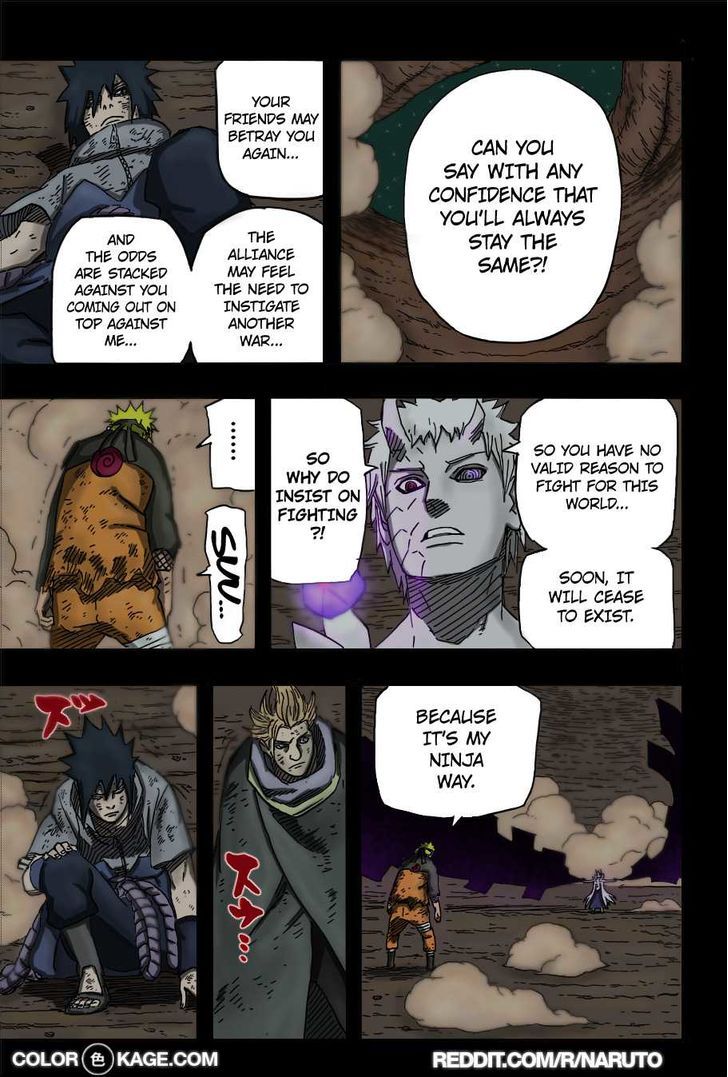 CAN YOU
SAY WITH ANY
CONFIDENCE THAT
YOU'LL ALWAYS
STAY THE
SAME?!
YOUR
FRIENDS MAY
BETRAY YOU
AGAIN...
THE
ALLIANCE
MAY FEEL
THE NEED TO
INSTIGATE
ANOTHER
WAR...
AND
THE ODDS
ARE STACKED
AGAINST YOU
COMING OUT ON
TOP AGAINST
ME...
SO YOU HAVE NO
VALID REASON TO
FIGHT FOR THIS
WORLD...
SOON, IT
WILL CEASE
TO EXIST.
SO
WHY DO
INSIST ON
FIGHTING
?!
......
BECAUSE
IT'S MY
NINJA
WAY.
ズッ
COLOR 色 KAGE.COM
REDDIT.COM/R/NARUTO